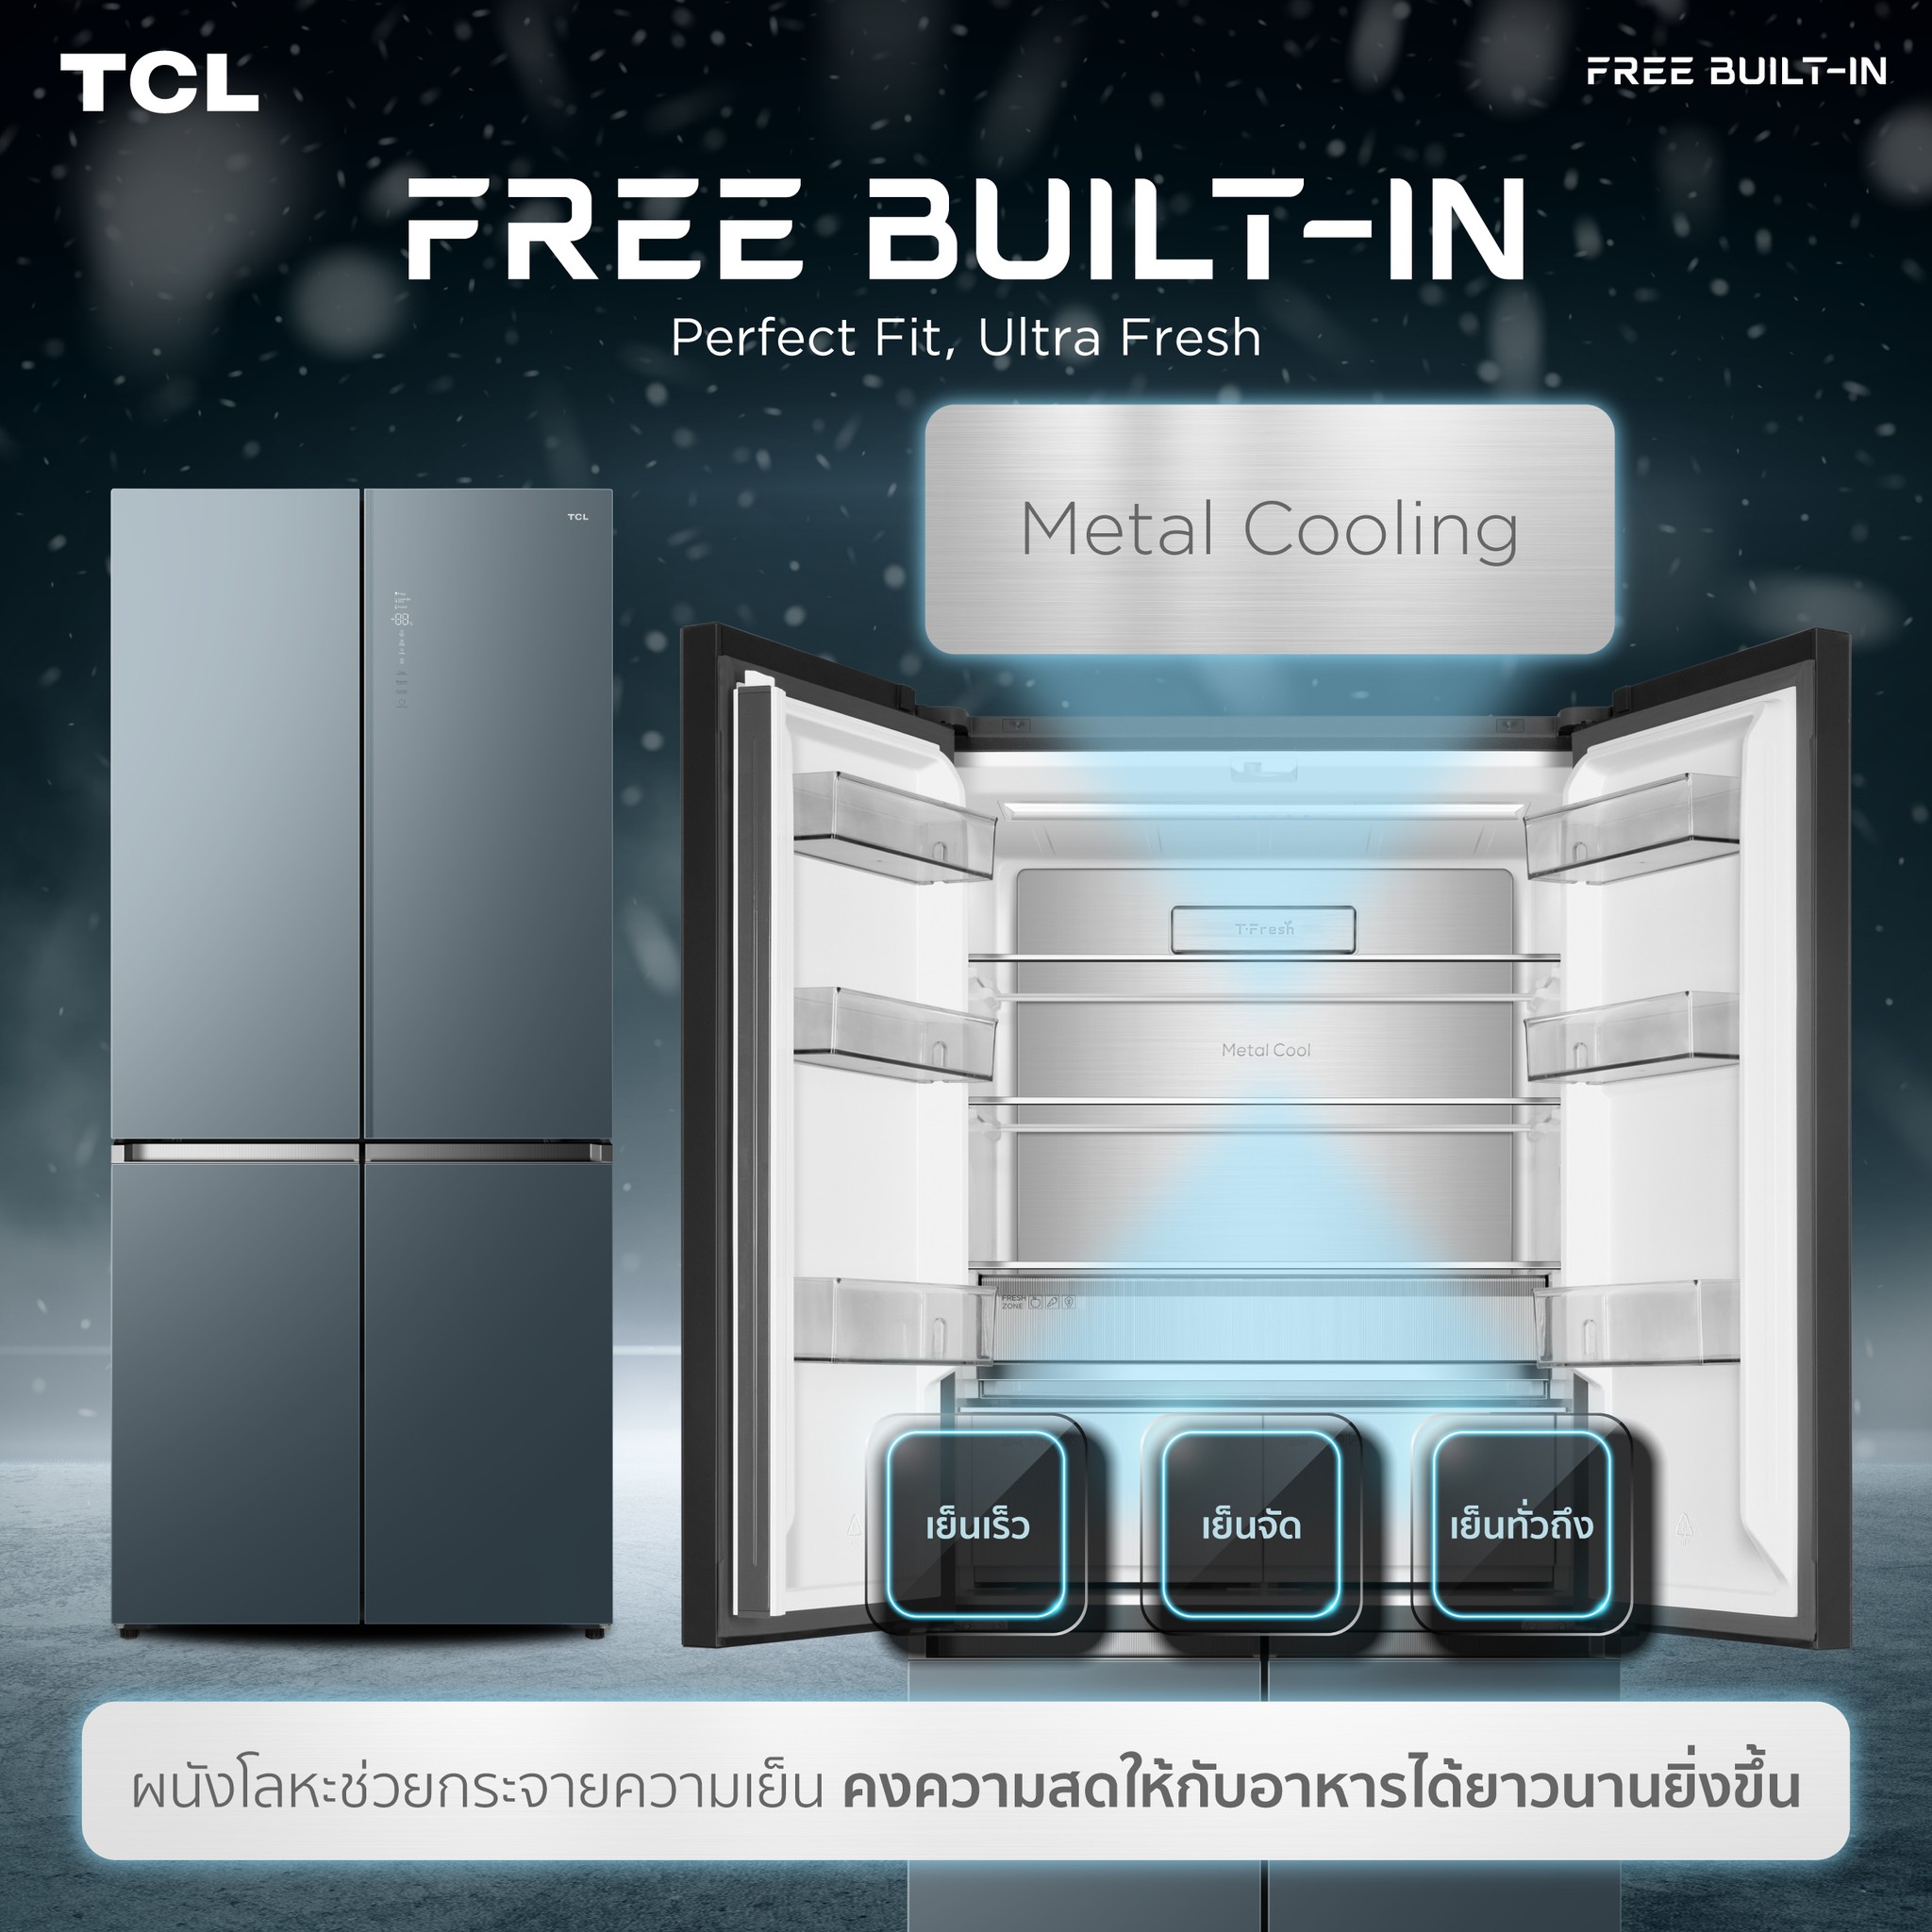 TCL
FREE BUILT-IN
FREE BUILT-IN
Perfect Fit, Ultra Fresh
Metal Cooling
TCL
-88
T·Fresh
Metal Cool
FRESH
ZONE
เย็นเร็ว
เย็นจัด
เย็นทั่วถึง
ผนังโลหะช่วยกระจายความเย็น คงความสดให้กับอาหารได้ยาวนานยิ่งขึ้น